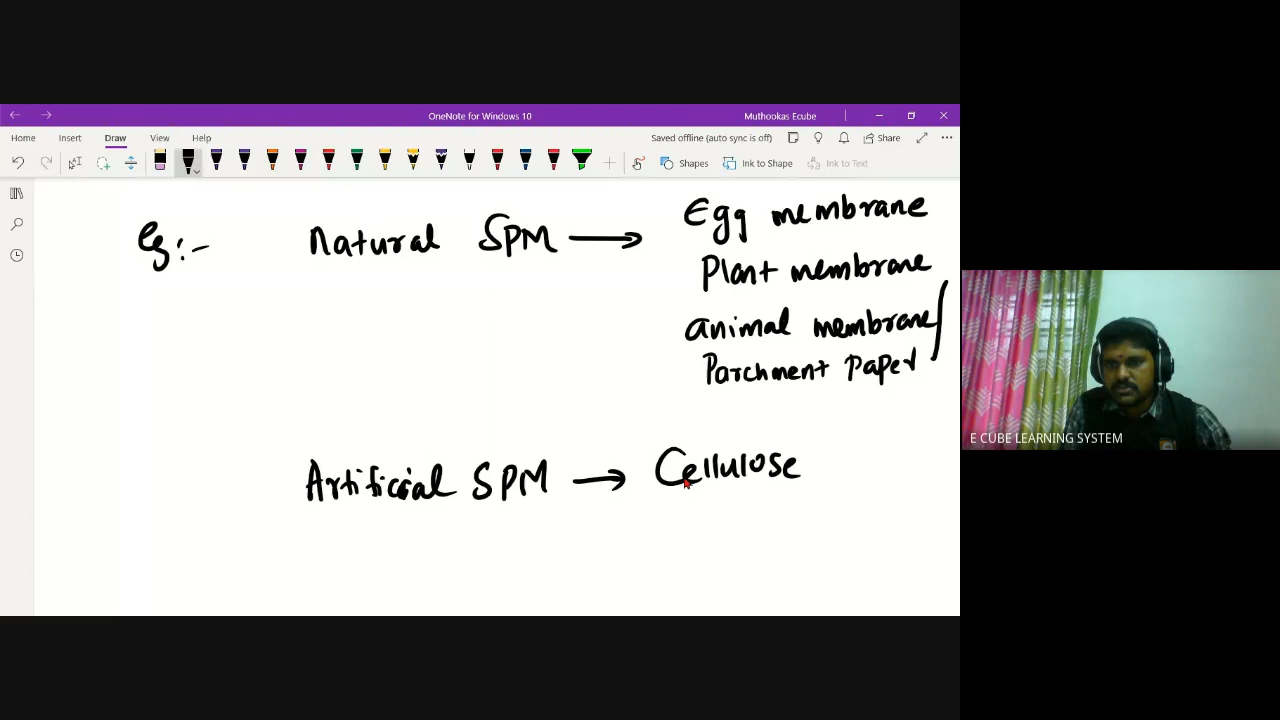 OneNote for Windows 10
Muthookas Ecube
Home Insert Draw View Help
Saved offline (auto sync is off)
Share
Shapes
Ink to Shape
Ink to Text
Eg:-
Natural SPM →
Egg membrane
Plant membrane
animal membrane
Parchment paper
Artificial SPM → Cellulose
E CUBE LEARNING SYSTEM